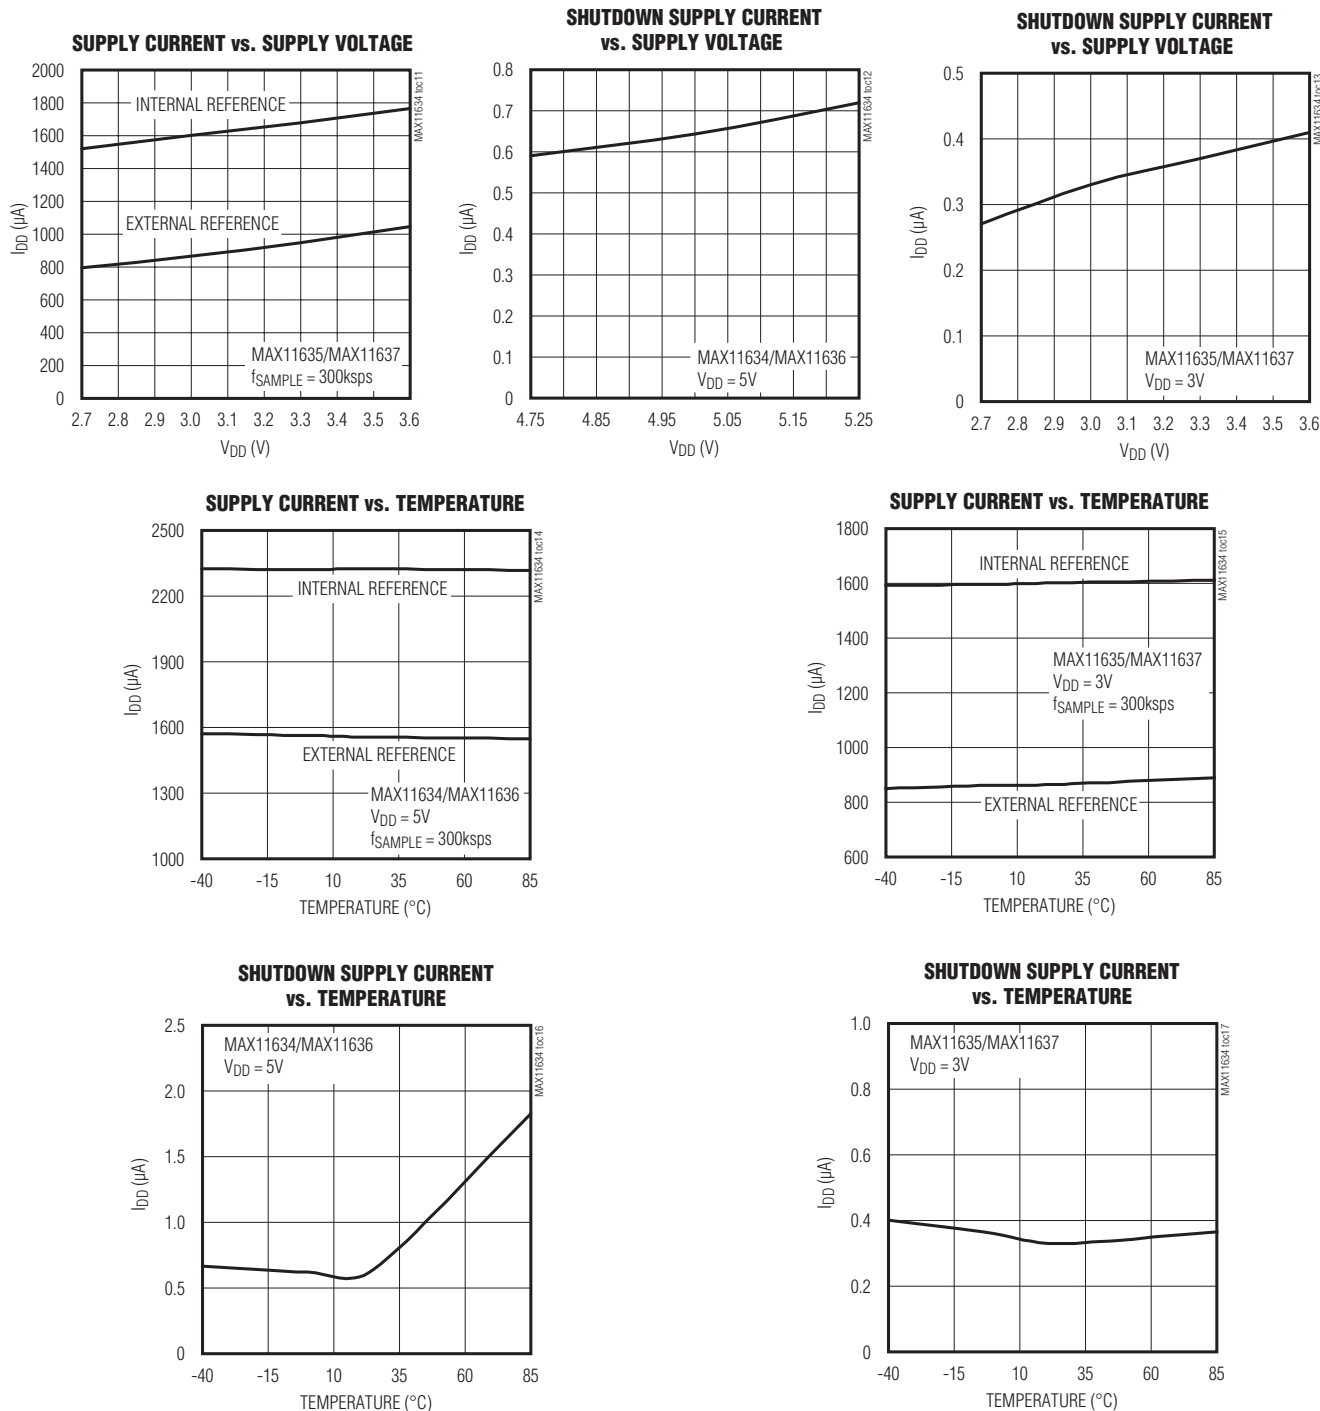 SUPPLY CURRENT vs. SUPPLY VOLTAGE
MAX11634 toc11
2000
1800
1600
1400
1200
1000
800
600
400
200
0
IDD (µA)
INTERNAL REFERENCE
EXTERNAL REFERENCE
MAX11635/MAX11637
fSAMPLE = 300ksps
2.7 2.8 2.9 3.0 3.1 3.2 3.3 3.4 3.5 3.6
VDD (V)
SHUTDOWN SUPPLY CURRENT
vs. SUPPLY VOLTAGE
MAX11634 toc12
0.8
0.7
0.6
0.5
0.4
0.3
0.2
0.1
0
IDD (µA)
MAX11634/MAX11636
VDD = 5V
4.75 4.85 4.95 5.05 5.15 5.25
VDD (V)
SHUTDOWN SUPPLY CURRENT
vs. SUPPLY VOLTAGE
MAX11634 toc13
0.5
0.4
0.3
0.2
0.1
0
IDD (µA)
MAX11635/MAX11637
VDD = 3V
2.7 2.8 2.9 3.0 3.1 3.2 3.3 3.4 3.5 3.6
VDD (V)
SUPPLY CURRENT vs. TEMPERATURE
MAX11634 toc14
2500
2200
1900
1600
1300
1000
IDD (µA)
INTERNAL REFERENCE
EXTERNAL REFERENCE
MAX11634/MAX11636
VDD = 5V
fSAMPLE = 300ksps
-40 -15 10 35 60 85
TEMPERATURE (°C)
SUPPLY CURRENT vs. TEMPERATURE
MAX11634 toc15
1800
1600
1400
1200
1000
800
600
IDD (µA)
INTERNAL REFERENCE
MAX11635/MAX11637
VDD = 3V
fSAMPLE = 300ksps
EXTERNAL REFERENCE
-40 -15 10 35 60 85
TEMPERATURE (°C)
SHUTDOWN SUPPLY CURRENT
vs. TEMPERATURE
MAX11634 toc16
2.5
2.0
1.5
1.0
0.5
0
IDD (µA)
MAX11634/MAX11636
VDD = 5V
-40 -15 10 35 60 85
TEMPERATURE (°C)
SHUTDOWN SUPPLY CURRENT
vs. TEMPERATURE
MAX11634 toc17
1.0
0.8
0.6
0.4
0.2
0
IDD (µA)
MAX11635/MAX11637
VDD = 3V
-40 -15 10 35 60 85
TEMPERATURE (°C)